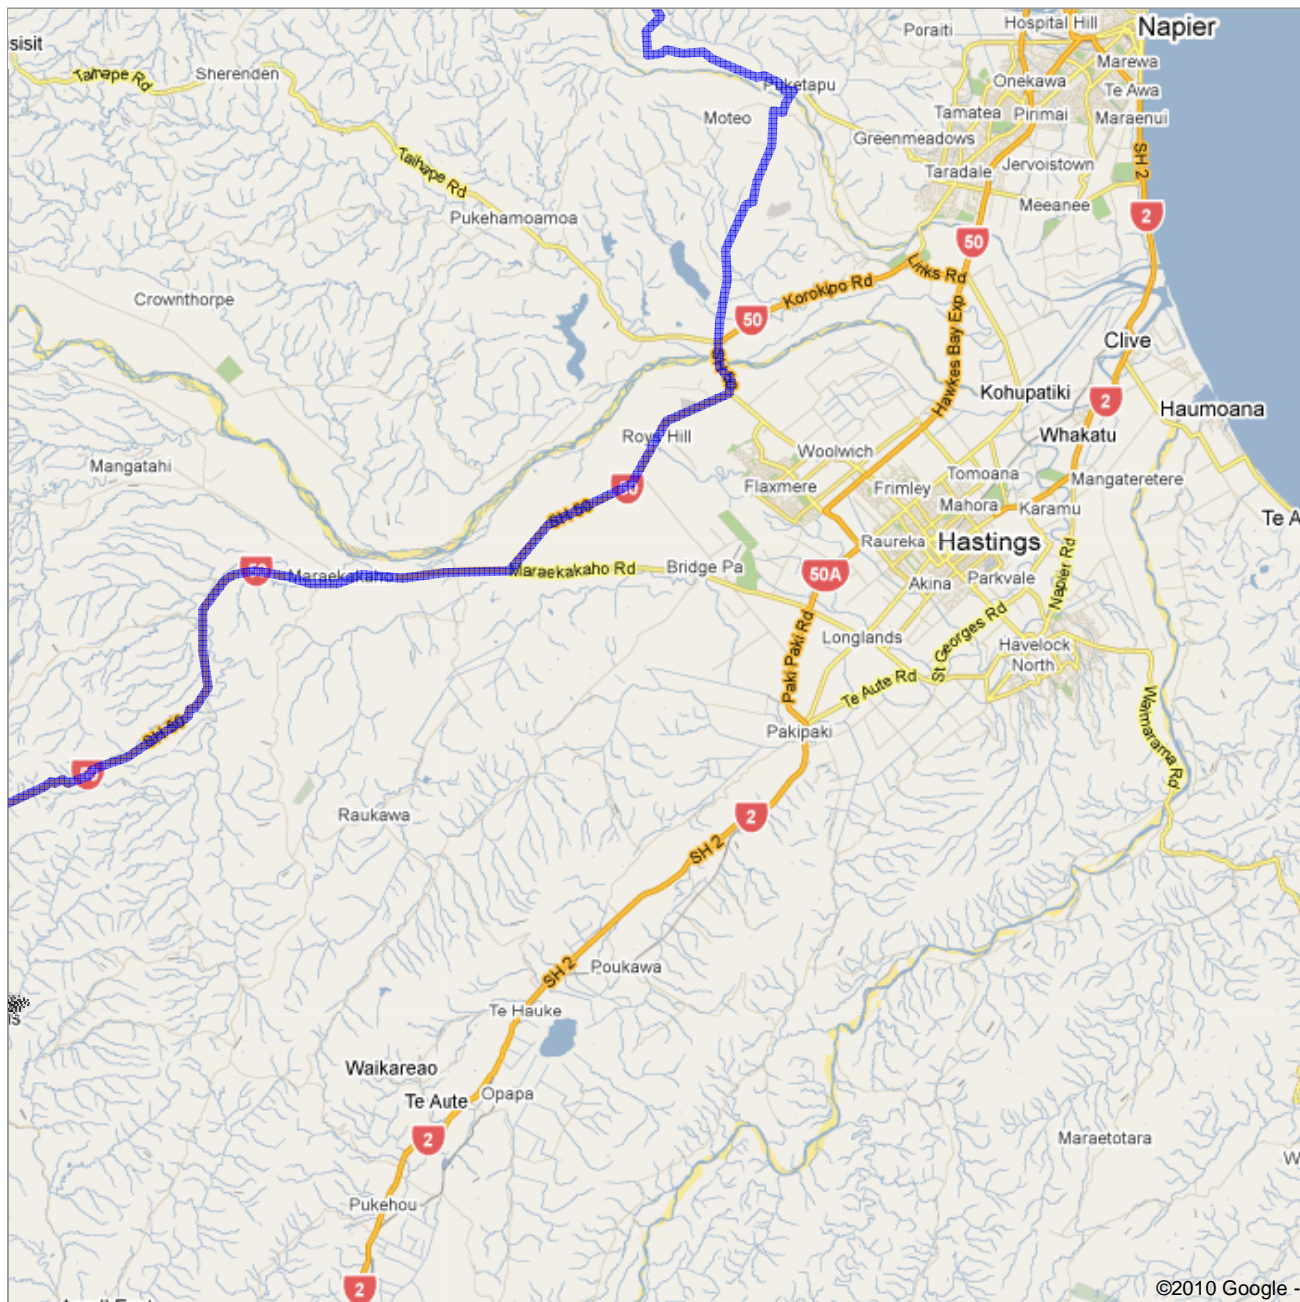 Hospital Hill
Napier
Poraiti
sisit
Taihape Rd
Sherenden
Marewa
Onekawa
Te Awa
Puketapu
Tamatea
Pirimai
Maraenui
Moteo
Greenmeadows
SH 2
Taradale
Jervoistown
Taihape Rd
Meeanee
Pukehamoamoa
2
50
Links Rd
Korokipo Rd
Crownthorpe
50
Hawkes Bay Exp
Clive
Kohupatiki
2
Haumoana
Roys Hill
Whakatu
Woolwich
Mangatahi
Tomoana
Mangateretere
Flaxmere
Frimley
Mahora
Karamu
SH 50
Te A
Raureka
Hastings
Maraekakaho
Maraekakaho Rd
Bridge Pa
50A
Akina
Parkvale
Napier Rd
Longlands
St Georges Rd
Havelock
North
Paki Paki Rd
Te Aute Rd
Waimarama Rd
SH 50
Pakipaki
Raukawa
2
SH 2
Poukawa
SH 2
Te Hauke
Waikareao
Opapa
Te Aute
2
Maraetotara
W
Pukehou
2
©2010 Google -